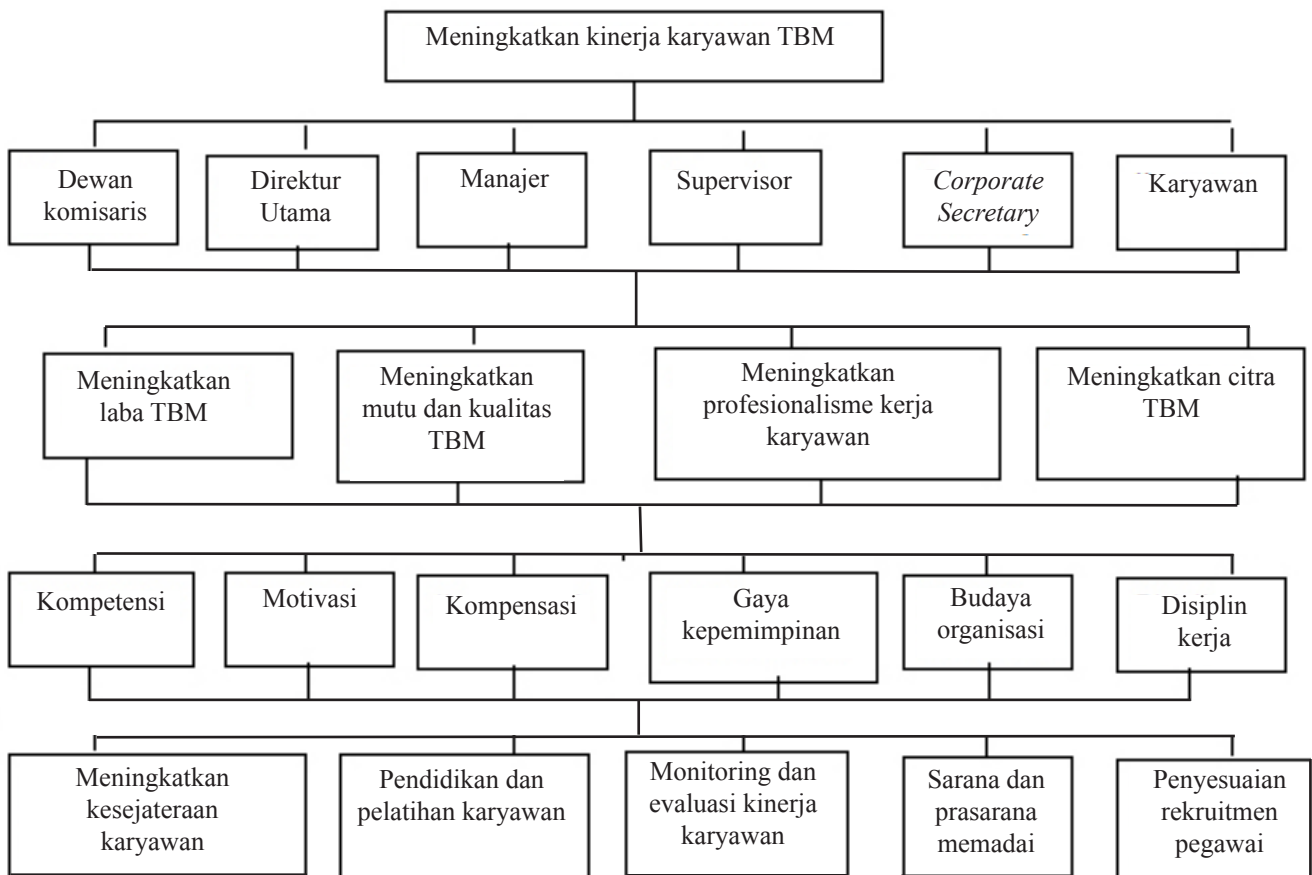 Meningkatkan kinerja karyawan TBM
Dewan
komisaris
Direktur
Utama
Manajer
Supervisor
Corporate
Secretary
Karyawan
Meningkatkan
laba TBM
Meningkatkan
mutu dan kualitas
TBM
Meningkatkan
profesionalisme kerja
karyawan
Meningkatkan citra
TBM
Kompetensi
Motivasi
Kompensasi
Gaya
kepemimpinan
Budaya
organisasi
Disiplin
kerja
Meningkatkan
kesejateraan
karyawan
Pendidikan dan
pelatihan karyawan
Monitoring dan
evaluasi kinerja
karyawan
Sarana dan
prasarana
memadai
Penyesuaian
rekruitmen
pegawai